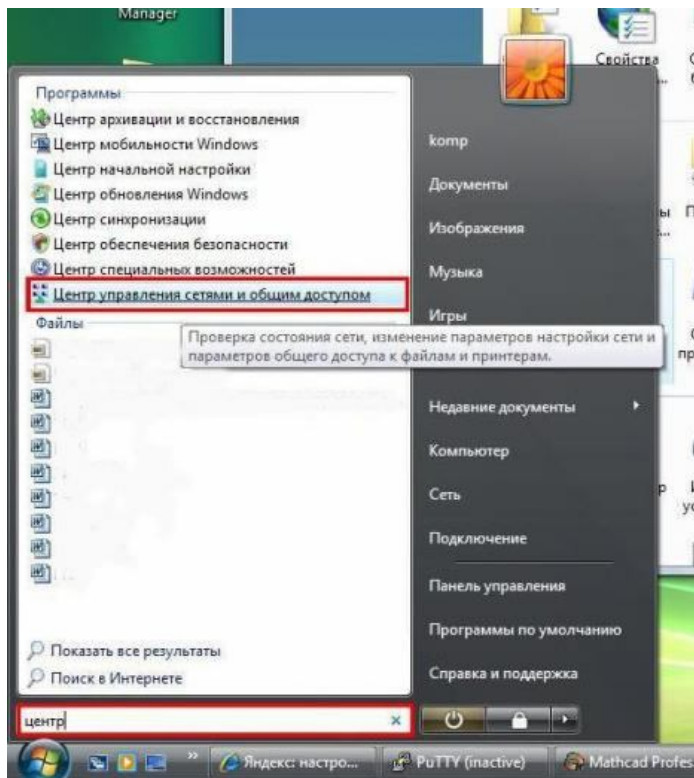 Manager
Свойства
Программы
Центр архивации и восстановления
Центр мобильности Windows
Центр начальной настройки
Центр обновления Windows
Центр синхронизации
Центр обеспечения безопасности
Центр специальных возможностей
Центр управления сетями и общим доступом
Проверка состояния сети, изменение параметров настройки сети и
параметров общего доступа к файлам и принтерам.
Файлы
Показать все результаты
Поиск в Интернете
центр
komp
Документы
Изображения
Музыка
Игры
Недавние документы
Компьютер
Сеть
Подключение
Панель управления
Программы по умолчанию
Справка и поддержка
Яндекс: настро...
PuTTY (inactive)
Mathcad Profes